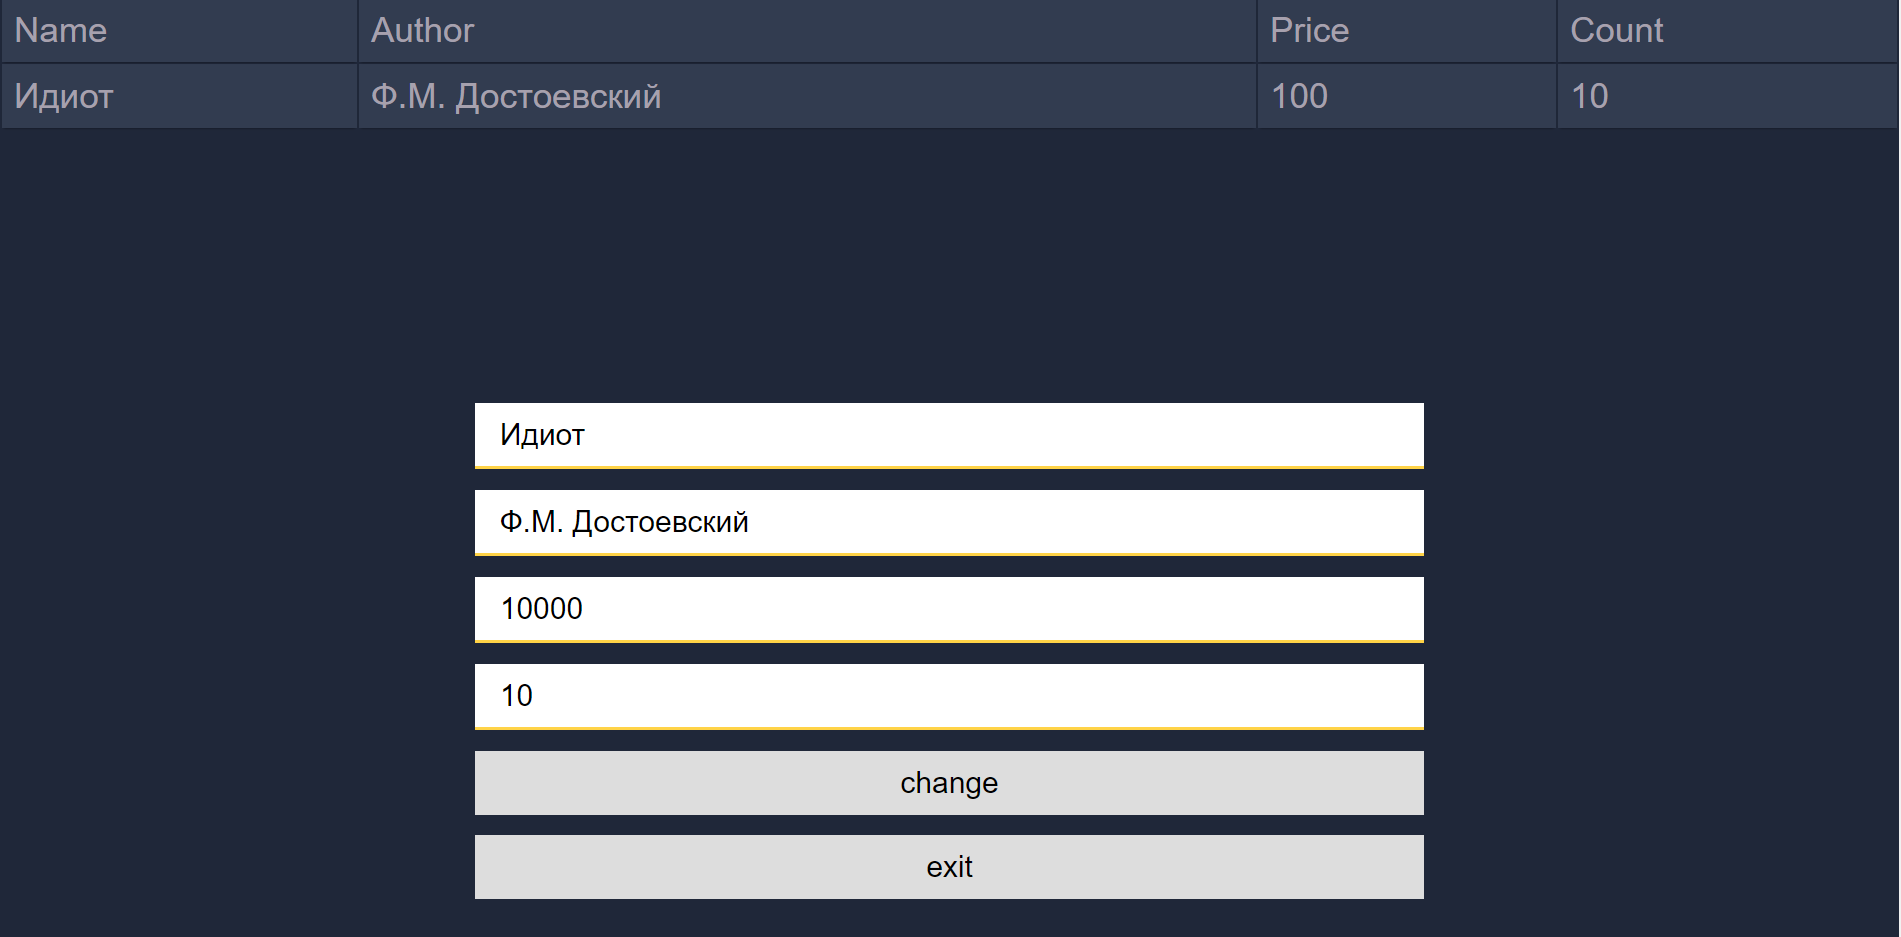 Name Author Price Count
Идиот Ф.М. Достоевский 100 10
Идиот
Ф.М. Достоевский
10000
10
change
exit